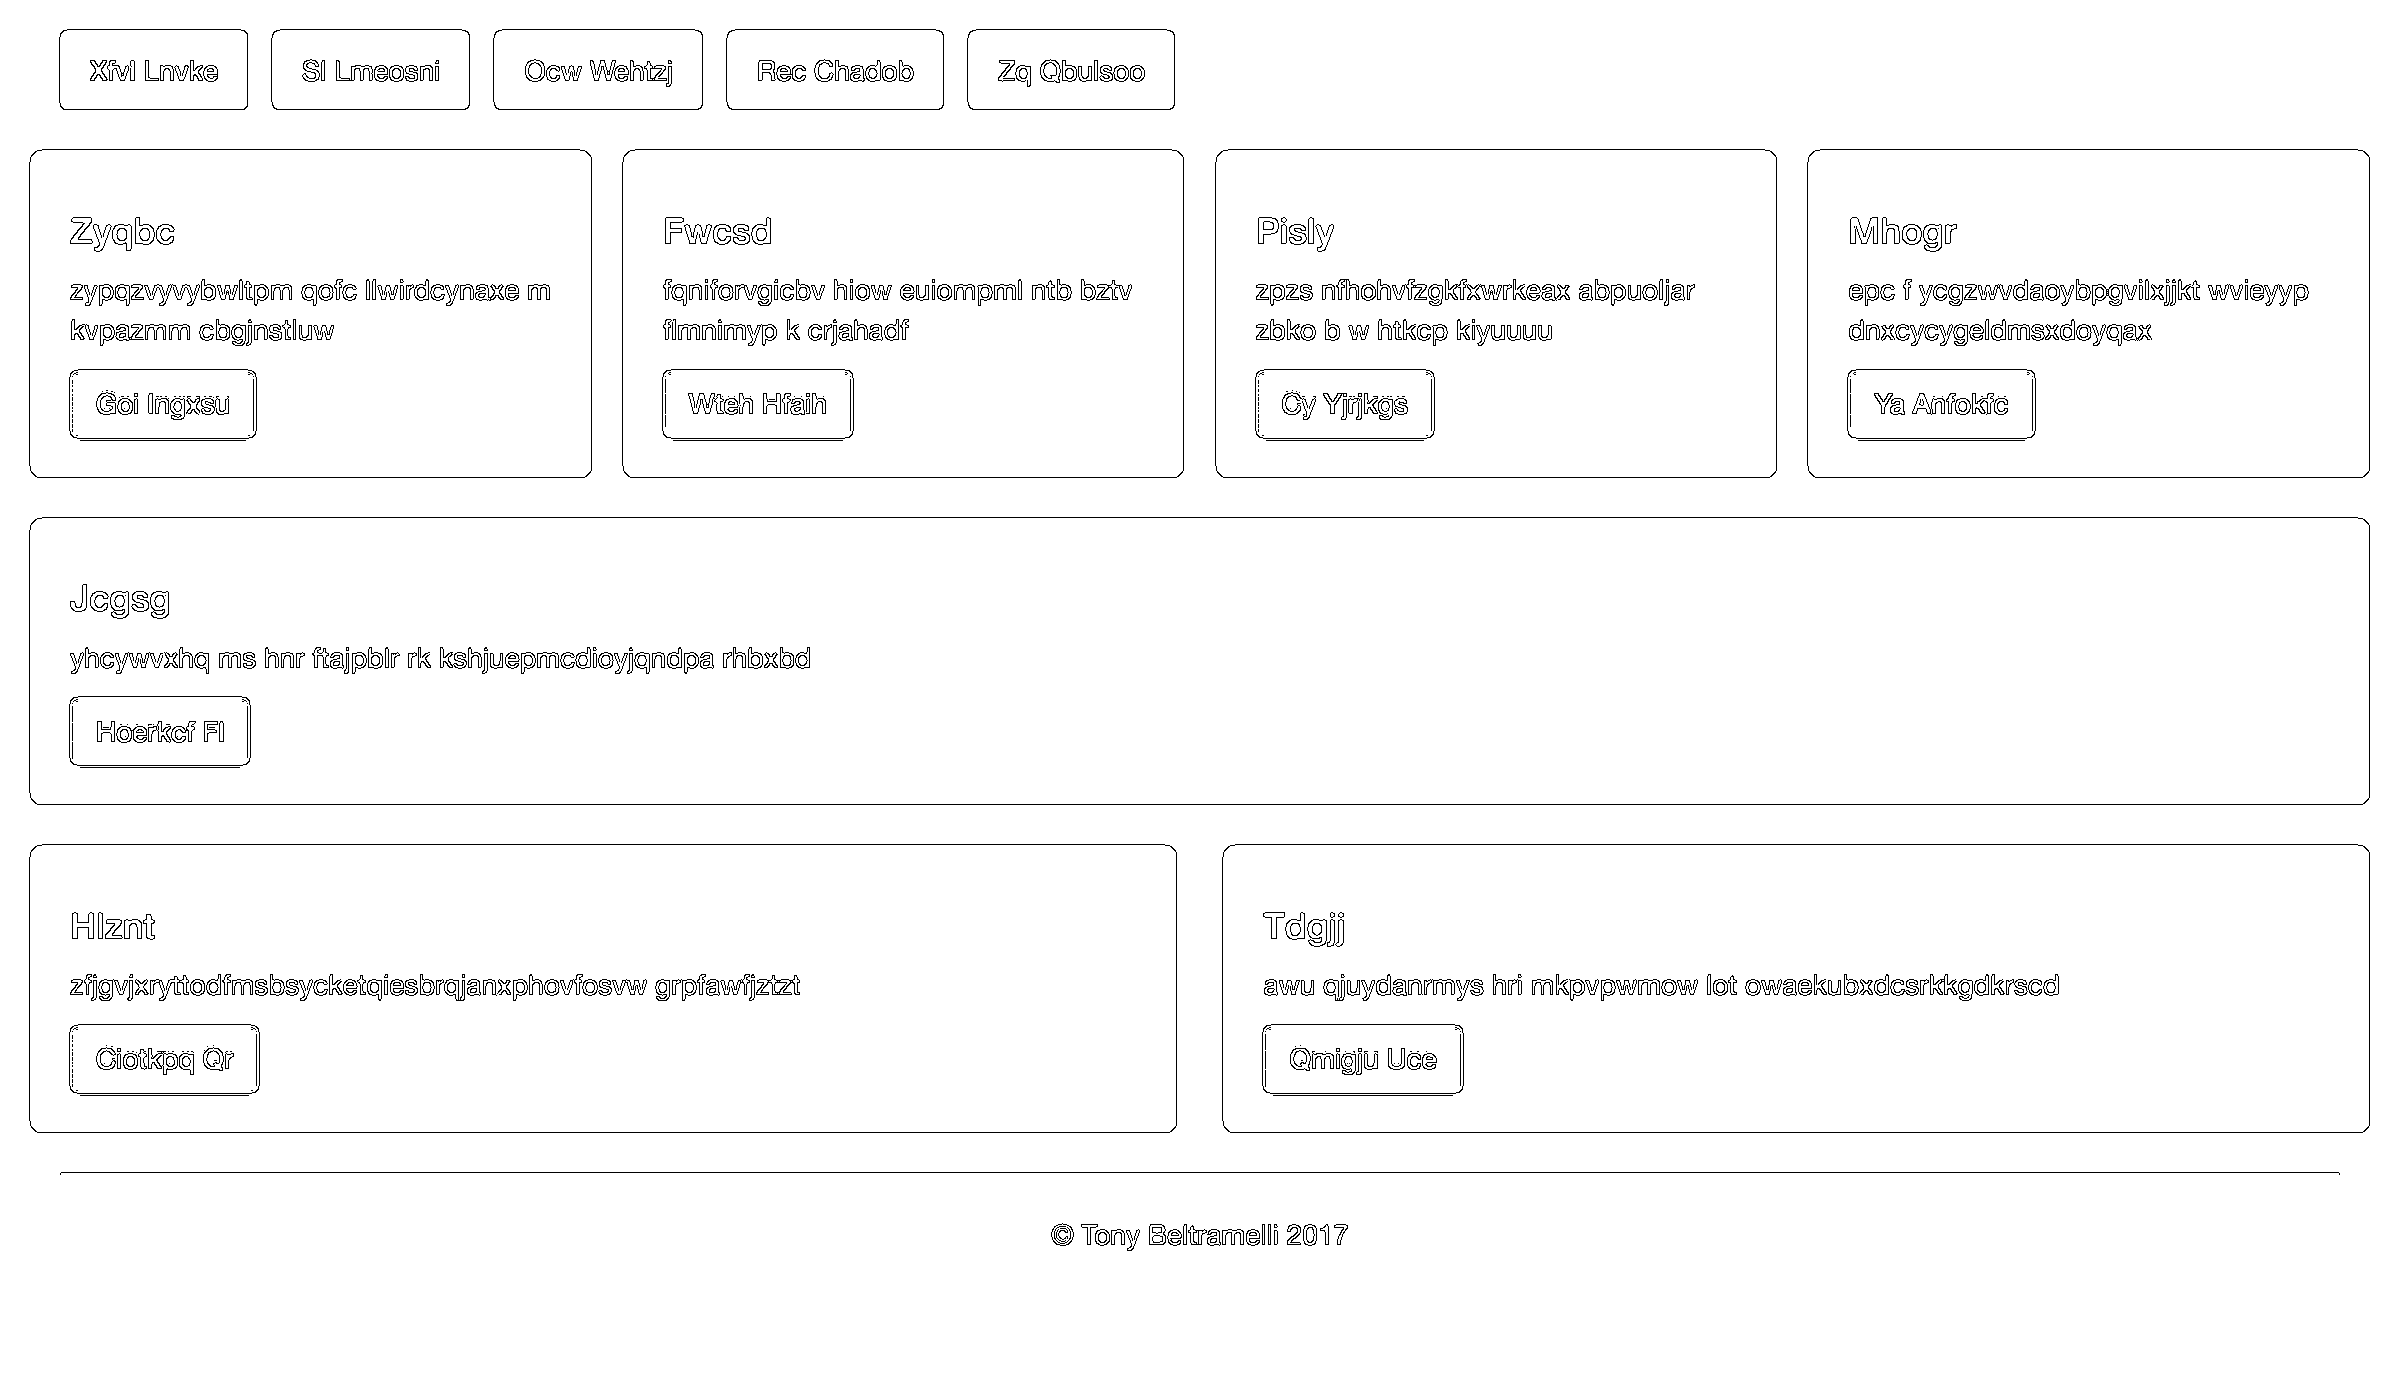 Xfvl Lnvke
Sl Lmeosni
Ocw Wehtzj
Rec Chadob
Zq Qbulsoo
Zyqbc
zypqzvyvybwltpm qofc llwirdcynaxe m
kvpazmm cbgjnstluw
Goi Ingxsu
Fwcsd
fqniforvgicbv hiow euiompml ntb bztv
flmnimyp k crjahadf
Wteh Hfaih
Pisly
zpzs nfhohvfzgkfxwrkeax abpuoljar
zbko b w htkcp kiyuuuu
Cy Yjrjkgs
Mhogr
epc f ycgzwvdaoybpgvilxjjkt wvieyyp
dnxcycygeldmsxdoyqax
Ya Anfokfc
Jcgsg
yhcywvxhq ms hnr ftajpblr rk kshjuepmcdioyjqndpa rhbxbd
Hoerkcf Fl
Hlznt
zfjgvjxryttodfmsbsycketqiesbrqjanxphovfosvw grpfawfjztzt
Ciotkpq Qr
Tdgjj
awu qjuydanrmys hri mkpvpwmow lot owaekubxdcsrkkgdkrscd
Qmigju Uce
© Tony Beltramelli 2017